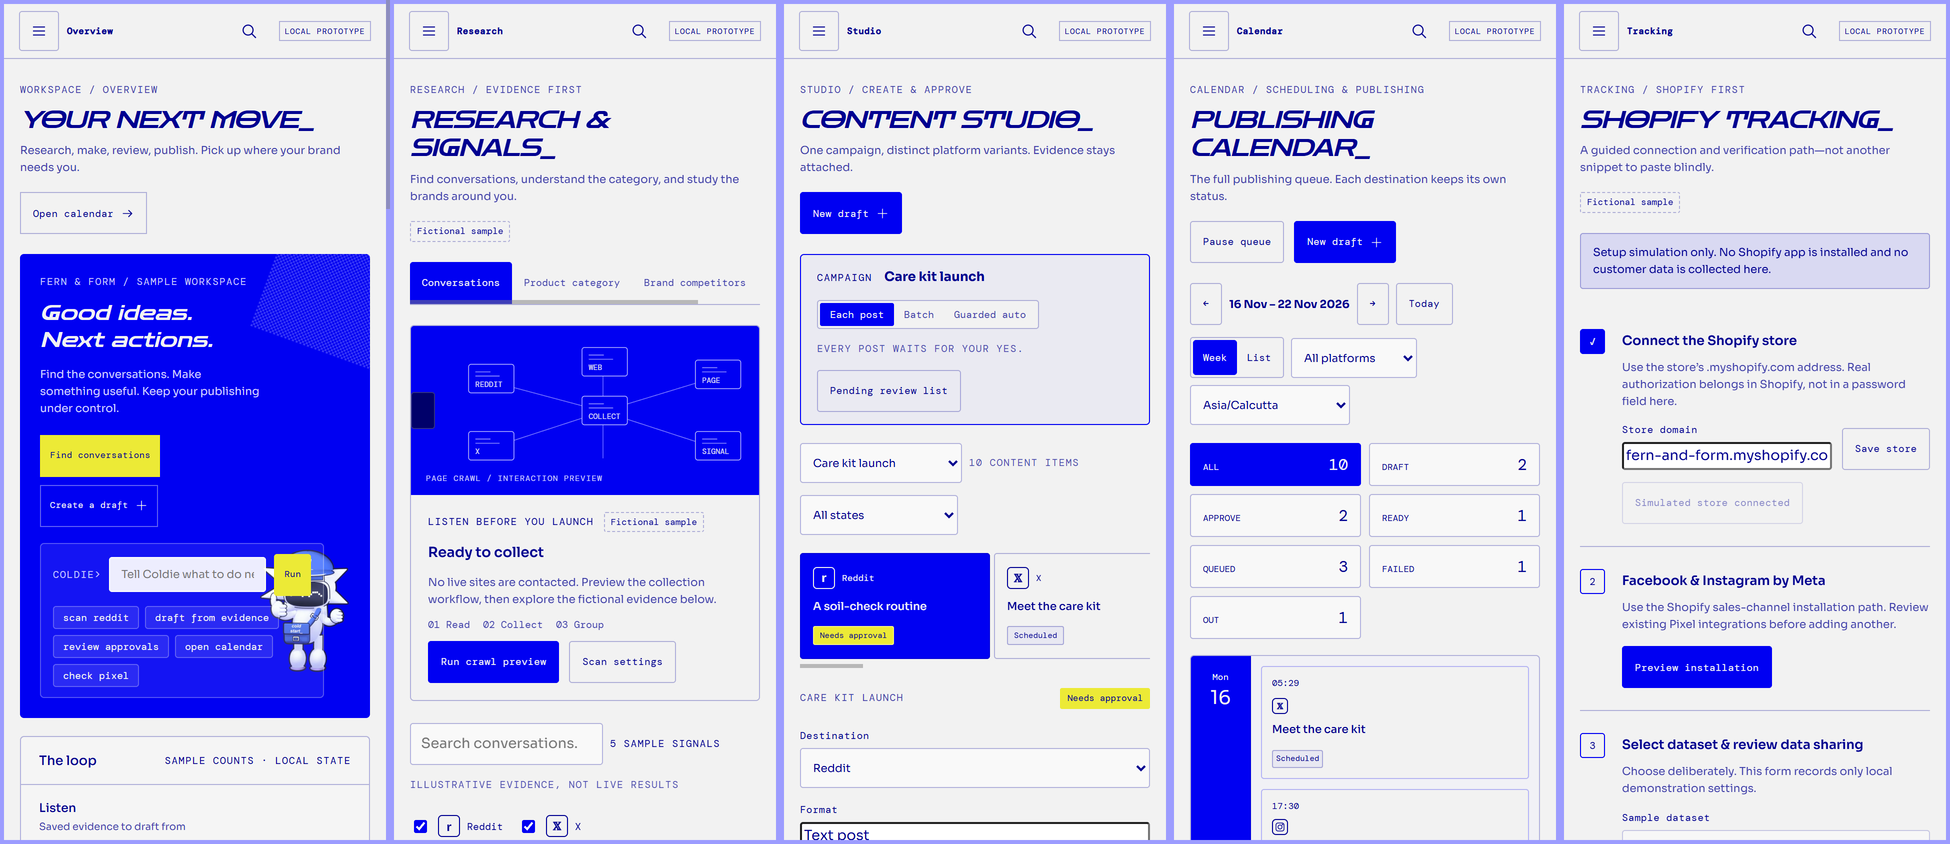 Overview
LOCAL PROTOTYPE
WORKSPACE / OVERVIEW
YOUR NEXT MOVE_
Research, make, review, publish. Pick up where your brand
needs you.
Open calendar →
FERN & FORM / SAMPLE WORKSPACE
Good ideas.
Next actions.
Find the conversations. Make
something useful. Keep your publishing
under control.
Find conversations
Create a draft +
COLDIE>
Tell Coldie what to do ne
Run
scan reddit
draft from evidence
review approvals
open calendar
check pixel
The loop
SAMPLE COUNTS · LOCAL STATE
Listen
Saved evidence to draft from
Research
LOCAL PROTOTYPE
RESEARCH / EVIDENCE FIRST
RESEARCH &
SIGNALS_
Find conversations, understand the category, and study the
brands around you.
Fictional sample
Conversations
Product category
Brand competitors
REDDIT
WEB
PAGE
COLLECT
X
SIGNAL
PAGE CRAWL / INTERACTION PREVIEW
LISTEN BEFORE YOU LAUNCH
Fictional sample
Ready to collect
No live sites are contacted. Preview the collection
workflow, then explore the fictional evidence below.
01 Read 02 Collect 03 Group
Run crawl preview
Scan settings
Search conversations.
5 SAMPLE SIGNALS
ILLUSTRATIVE EVIDENCE, NOT LIVE RESULTS
r Reddit
X X
Studio
LOCAL PROTOTYPE
STUDIO / CREATE & APPROVE
CONTENT STUDIO_
One campaign, distinct platform variants. Evidence stays
attached.
New draft +
CAMPAIGN Care kit launch
Each post
Batch
Guarded auto
EVERY POST WAITS FOR YOUR YES.
Pending review list
Care kit launch
10 CONTENT ITEMS
All states
r Reddit
A soil-check routine
Needs approval
X X
Meet the care kit
Scheduled
CARE KIT LAUNCH
Needs approval
Destination
Reddit
Format
Text post
Calendar
LOCAL PROTOTYPE
CALENDAR / SCHEDULING & PUBLISHING
PUBLISHING
CALENDAR_
The full publishing queue. Each destination keeps its own
status.
Pause queue
New draft +
←
16 Nov – 22 Nov 2026
→
Today
Week
List
All platforms
Asia/Calcutta
ALL 10
DRAFT 2
APPROVE 2
READY 1
QUEUED 3
FAILED 1
OUT 1
Mon
16
05:29
X
Meet the care kit
Scheduled
17:30
Tracking
LOCAL PROTOTYPE
TRACKING / SHOPIFY FIRST
SHOPIFY TRACKING_
A guided connection and verification path—not another
snippet to paste blindly.
Fictional sample
Setup simulation only. No Shopify app is installed and no
customer data is collected here.
✓
Connect the Shopify store
Use the store's .myshopify.com address. Real
authorization belongs in Shopify, not in a password
field here.
Store domain
fern-and-form.myshopify.co
Save store
Simulated store connected
2
Facebook & Instagram by Meta
Use the Shopify sales-channel installation path. Review
existing Pixel integrations before adding another.
Preview installation
3
Select dataset & review data sharing
Choose deliberately. This form records only local
demonstration settings.
Sample dataset